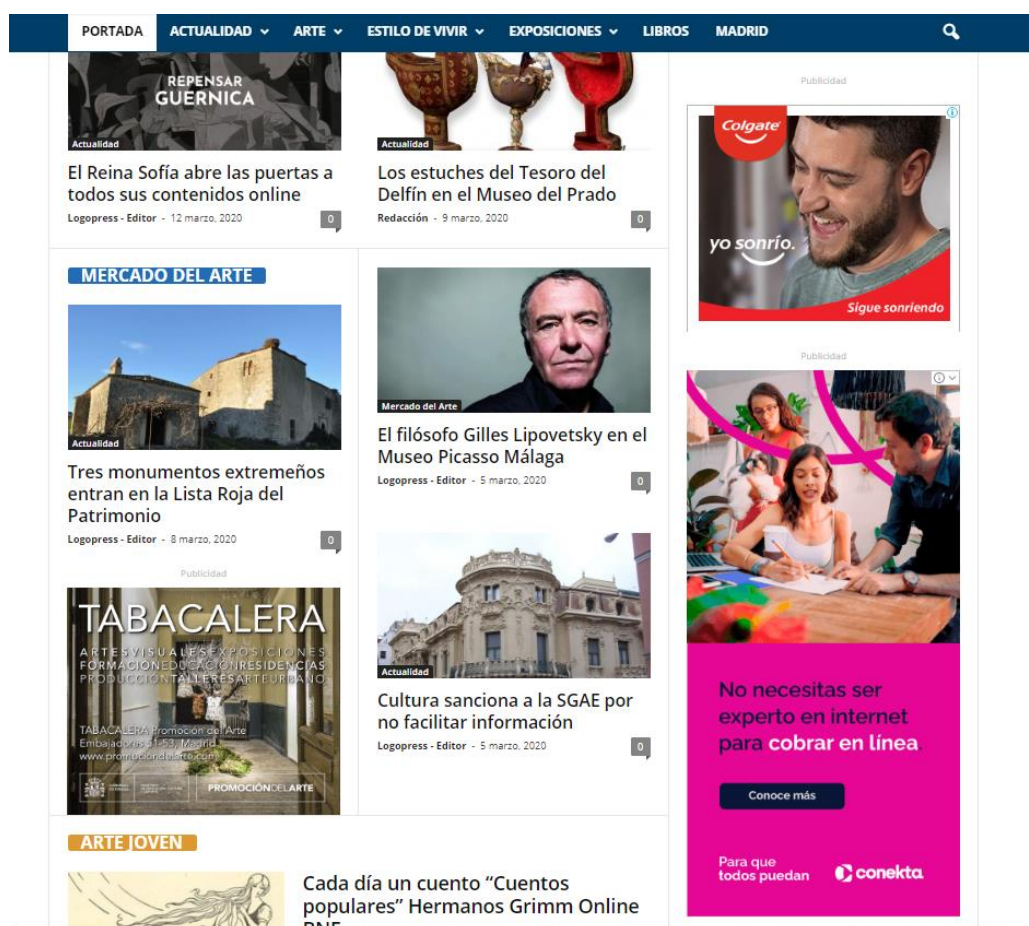 PORTADA ACTUALIDAD ARTE ESTILO DE VIVIR EXPOSICIONES LIBROS MADRID
REPENSAR
GUERNICA
Actualidad
El Reina Sofía abre las puertas a
todos sus contenidos online
Logopress - Editor - 12 marzo, 2020 0
Actualidad
Los estuches del Tesoro del
Delfín en el Museo del Prado
Redacción - 9 marzo, 2020 0
MERCADO DEL ARTE
Actualidad
Tres monumentos extremeños
entran en la Lista Roja del
Patrimonio
Logopress - Editor - 8 marzo, 2020 0
Publicidad
TABACALERA
ARTESVISUALESEXPOSICIONES
FORMACIÓNEDUCACIÓNRESIDENCIAS
PRODUCCIÓNTALLERESARTEURBANO
TABACALERA Promoción del Arte
Embajadores 51-53, Madrid
www.promociondelarte.com
PROMOCIÓNDELARTE
Mercado del Arte
El filósofo Gilles Lipovetsky en el
Museo Picasso Málaga
Logopress - Editor - 5 marzo, 2020 0
Actualidad
Cultura sanciona a la SGAE por
no facilitar información
Logopress - Editor - 5 marzo, 2020 0
ARTE JOVEN
Cada día un cuento “Cuentos
populares” Hermanos Grimm Online
Publicidad
Colgate
yo sonrío.
Sigue sonriendo
Publicidad
No necesitas ser
experto en internet
para cobrar en línea.
Conoce más
Para que
todos puedan
conekta